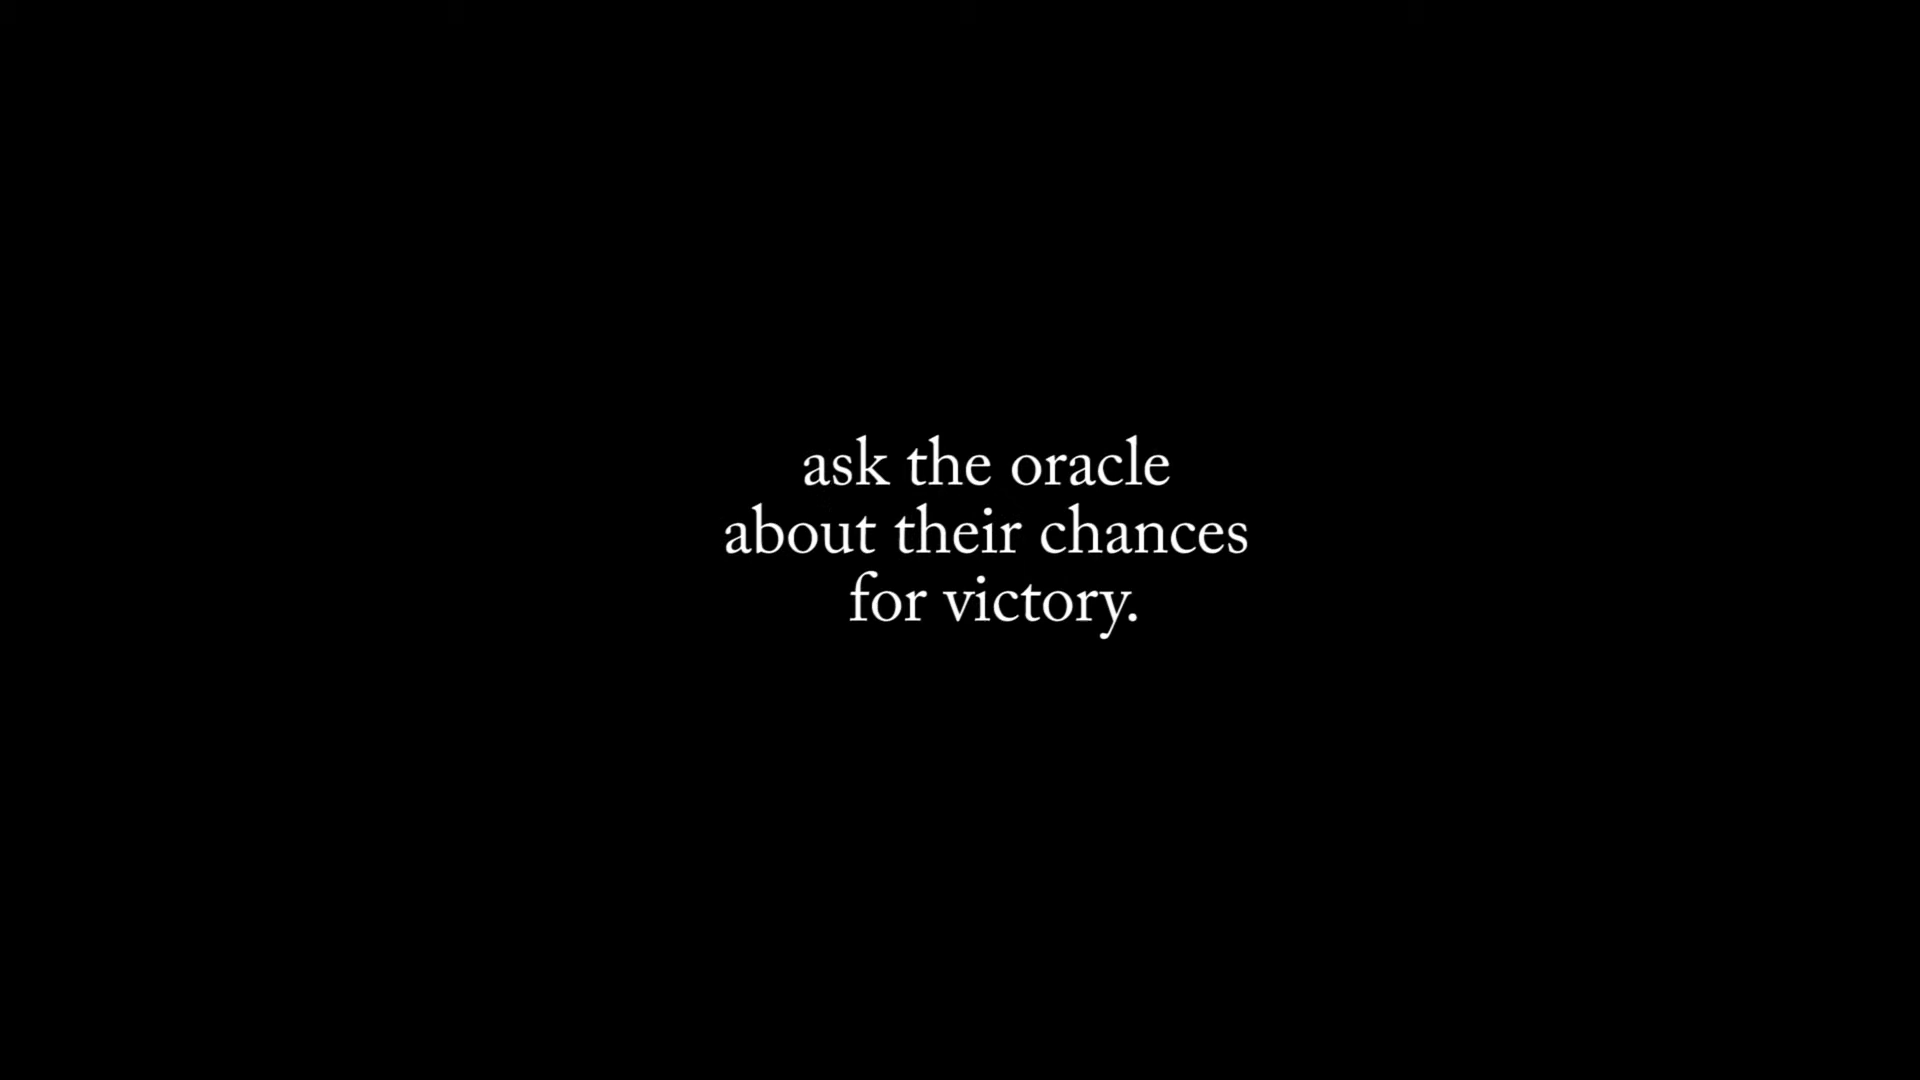 ask the oracle
about their chances
for victory.